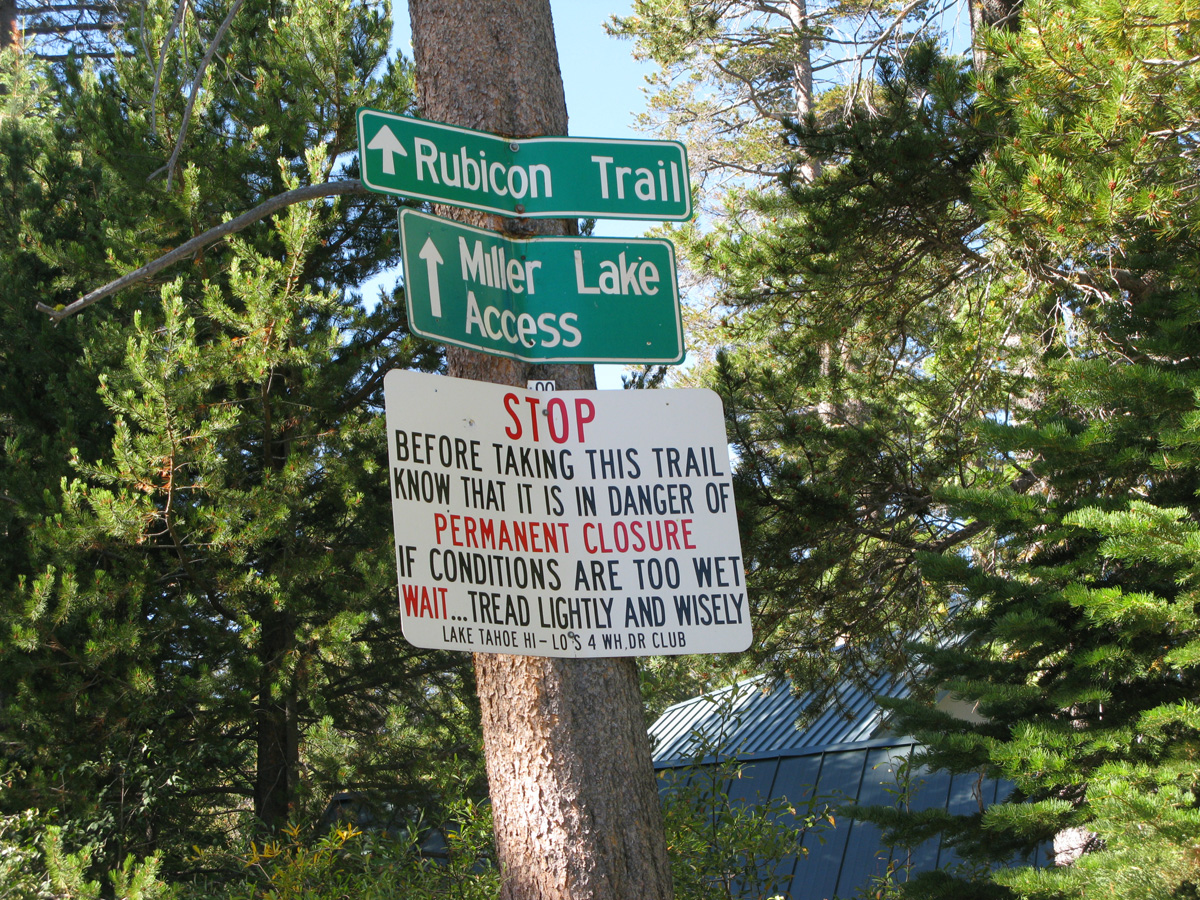 Rubicon Trail
Miller Lake
Access
00
STOP
BEFORE TAKING THIS TRAIL
KNOW THAT IT IS IN DANGER OF
PERMANENT CLOSURE
IF CONDITIONS ARE TOO WET
WAIT...TREAD LIGHTLY AND WISELY
LAKE TAHOE HI-LO'S 4 WH,DR CLUB